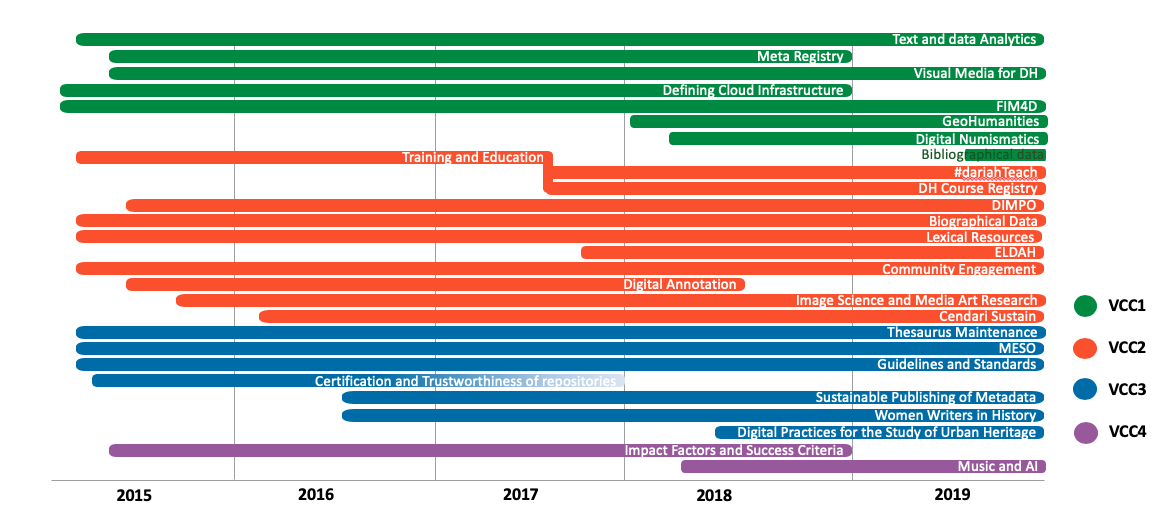 Text and data Analytics
Meta Registry
Visual Media for DH
Defining Cloud Infrastructure
FIM4D
GeoHumanities
Digital Numismatics
Bibliographical data
Training and Education
#dariahTeach
DH Course Registry
DIMPO
Biographical Data
Lexical Resources
ELDAH
Community Engagement
Digital Annotation
Image Science and Media Art Research
Cendari Sustain
Thesaurus Maintenance
MESO
Guidelines and Standards
Certification and Trustworthiness of repositories
Sustainable Publishing of Metadata
Women Writers in History
Digital Practices for the Study of Urban Heritage
Impact Factors and Success Criteria
Music and AI
2015 2016 2017 2018 2019
VCC1
VCC2
VCC3
VCC4